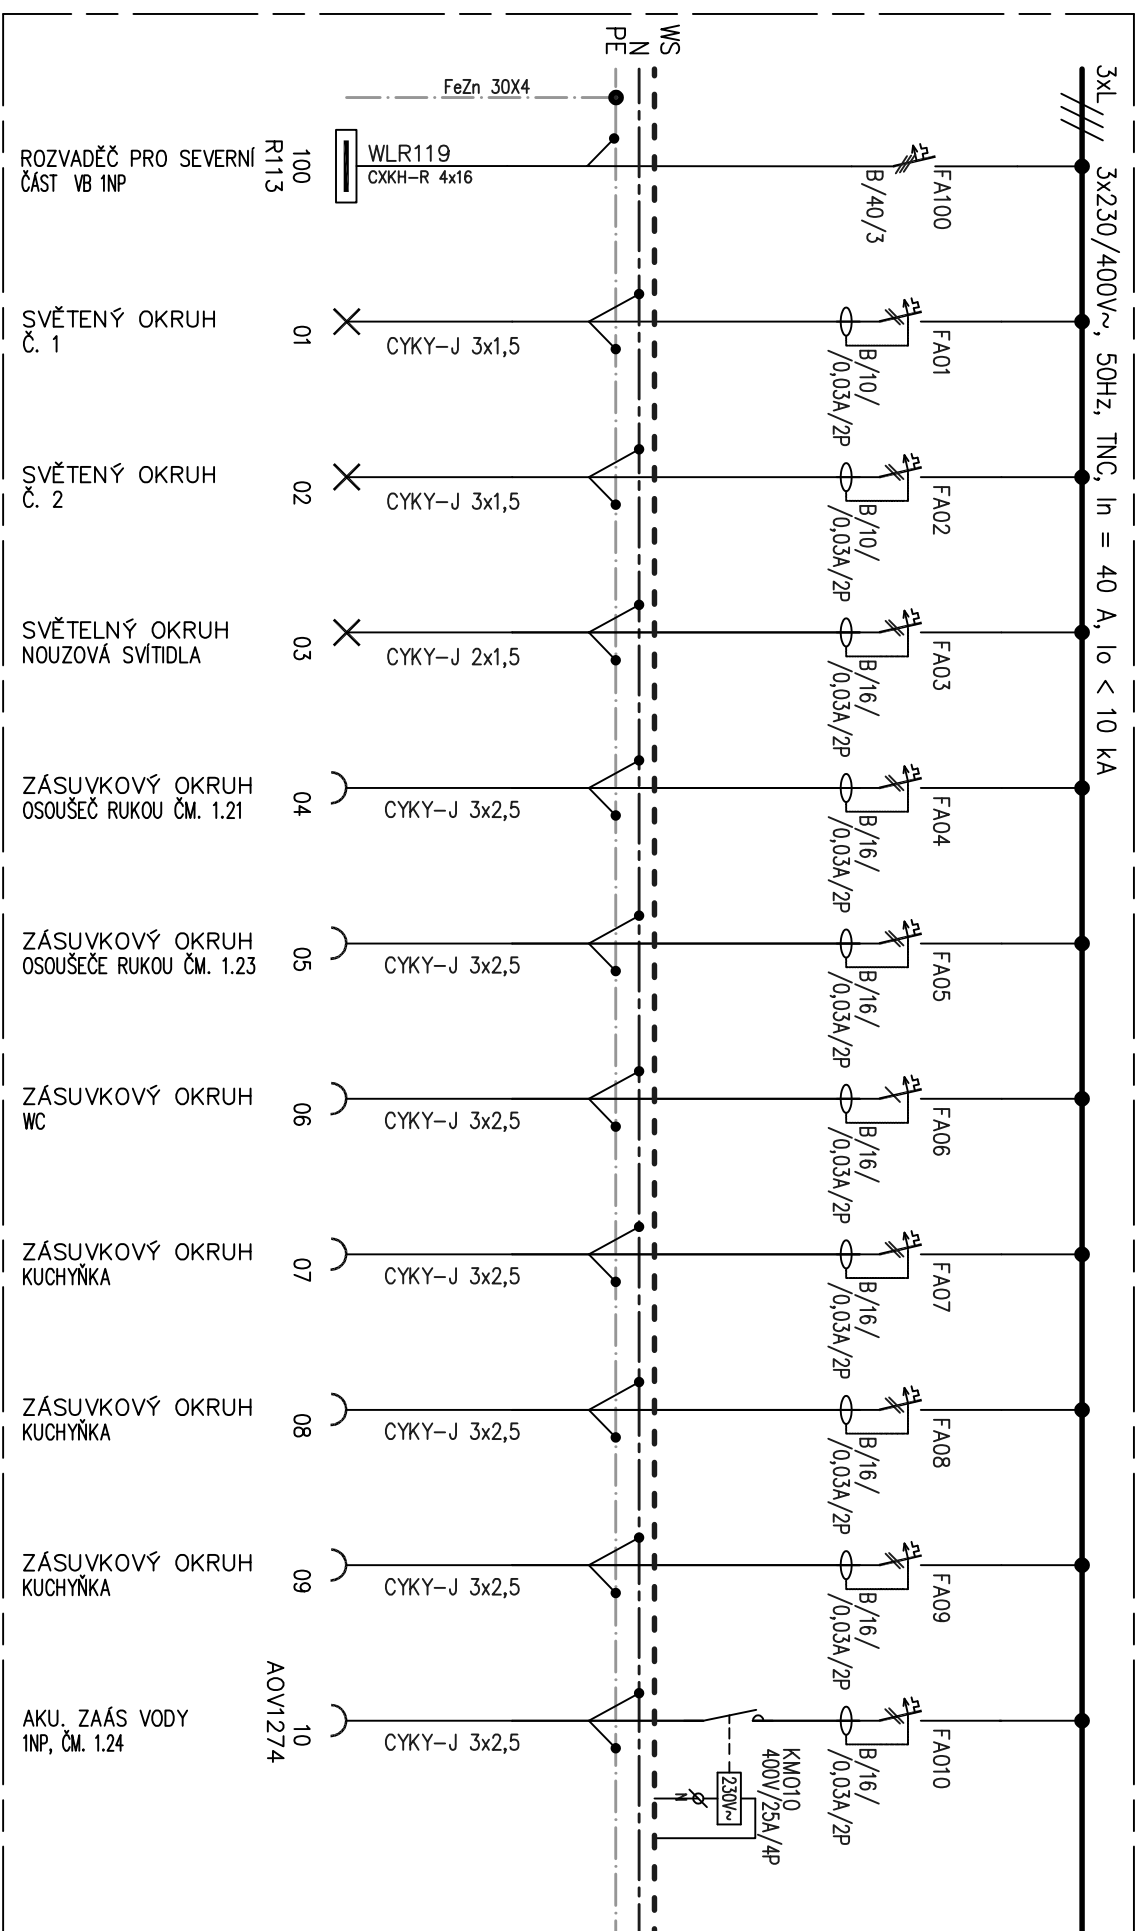 WS
N
PE
3xL
3x230/400V~, 50Hz, TNC, In = 40 A, Io < 10 kA
FeZn 30X4
ROZVADĚČ PRO SEVERNÍ
ČÁST VB 1NP
100
R113
WLR119
CXKH-R 4x16
B/40/3
FA100
SVĚTENÝ OKRUH
Č. 1
01
CYKY-J 3x1,5
B/10/
/0,03A/2P
FA01
SVĚTENÝ OKRUH
Č. 2
02
CYKY-J 3x1,5
B/10/
/0,03A/2P
FA02
SVĚTELNÝ OKRUH
NOUZOVÁ SVÍTIDLA
03
CYKY-J 2x1,5
B/16/
/0,03A/2P
FA03
ZÁSUVKOVÝ OKRUH
OSOUŠEČ RUKOU ČM. 1.21
04
CYKY-J 3x2,5
B/16/
/0,03A/2P
FA04
ZÁSUVKOVÝ OKRUH
OSOUŠEČE RUKOU ČM. 1.23
05
CYKY-J 3x2,5
B/16/
/0,03A/2P
FA05
ZÁSUVKOVÝ OKRUH
WC
06
CYKY-J 3x2,5
B/16/
/0,03A/2P
FA06
ZÁSUVKOVÝ OKRUH
KUCHYŇKA
07
CYKY-J 3x2,5
B/16/
/0,03A/2P
FA07
ZÁSUVKOVÝ OKRUH
KUCHYŇKA
08
CYKY-J 3x2,5
B/16/
/0,03A/2P
FA08
ZÁSUVKOVÝ OKRUH
KUCHYŇKA
09
CYKY-J 3x2,5
B/16/
/0,03A/2P
FA09
AKU. ZAÁS VODY
1NP, ČM. 1.24
10
AOV1274
CYKY-J 3x2,5
B/16/
/0,03A/2P
FA010
KM010
400V/25A/4P
230V~
N